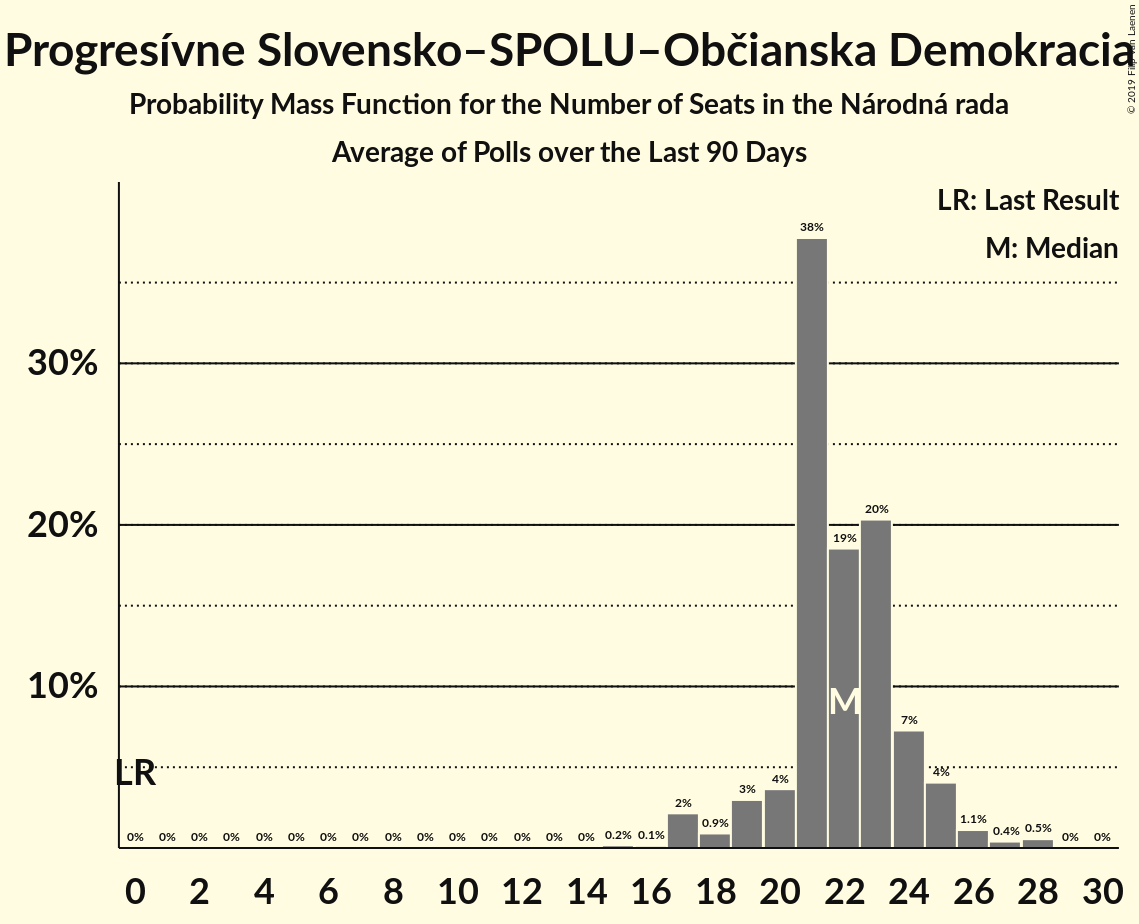 Progresívne Slovensko–SPOLU–Občianska Demokracia
Probability Mass Function for the Number of Seats in the Národná rada
Average of Polls over the Last 90 Days
© 2019 Filip van Laenen
LR: Last Result
M: Median
30%
20%
10%
38%
19%
20%
7%
4%
1.1%
0.4%
0.5%
0%
0%
0% 0% 0% 0% 0% 0% 0% 0% 0% 0% 0% 0% 0% 0% 0% 0.2% 0.1% 2% 0.9% 3% 4%
M
LR
0 2 4 6 8 10 12 14 16 18 20 22 24 26 28 30